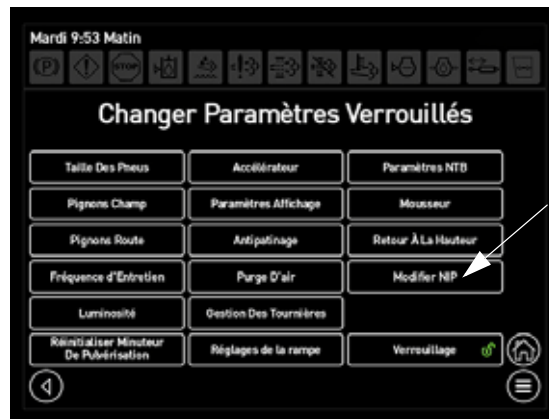 Mardi 9:53 Matin
(P) STOP
Changer Paramètres Verrouillés
Taille Des Pneus Accélérateur Paramètres NTB
Pignons Champ Paramètres Affichage Mousseur
Pignons Route Antipatinage Retour À La Hauteur
Fréquence d'Entretien Purge D'air Modifier NIP
Luminosité Gestion Des Tournières
Réinitialiser Minuteur
De Pulvérisation Réglages de la rampe Verrouillage